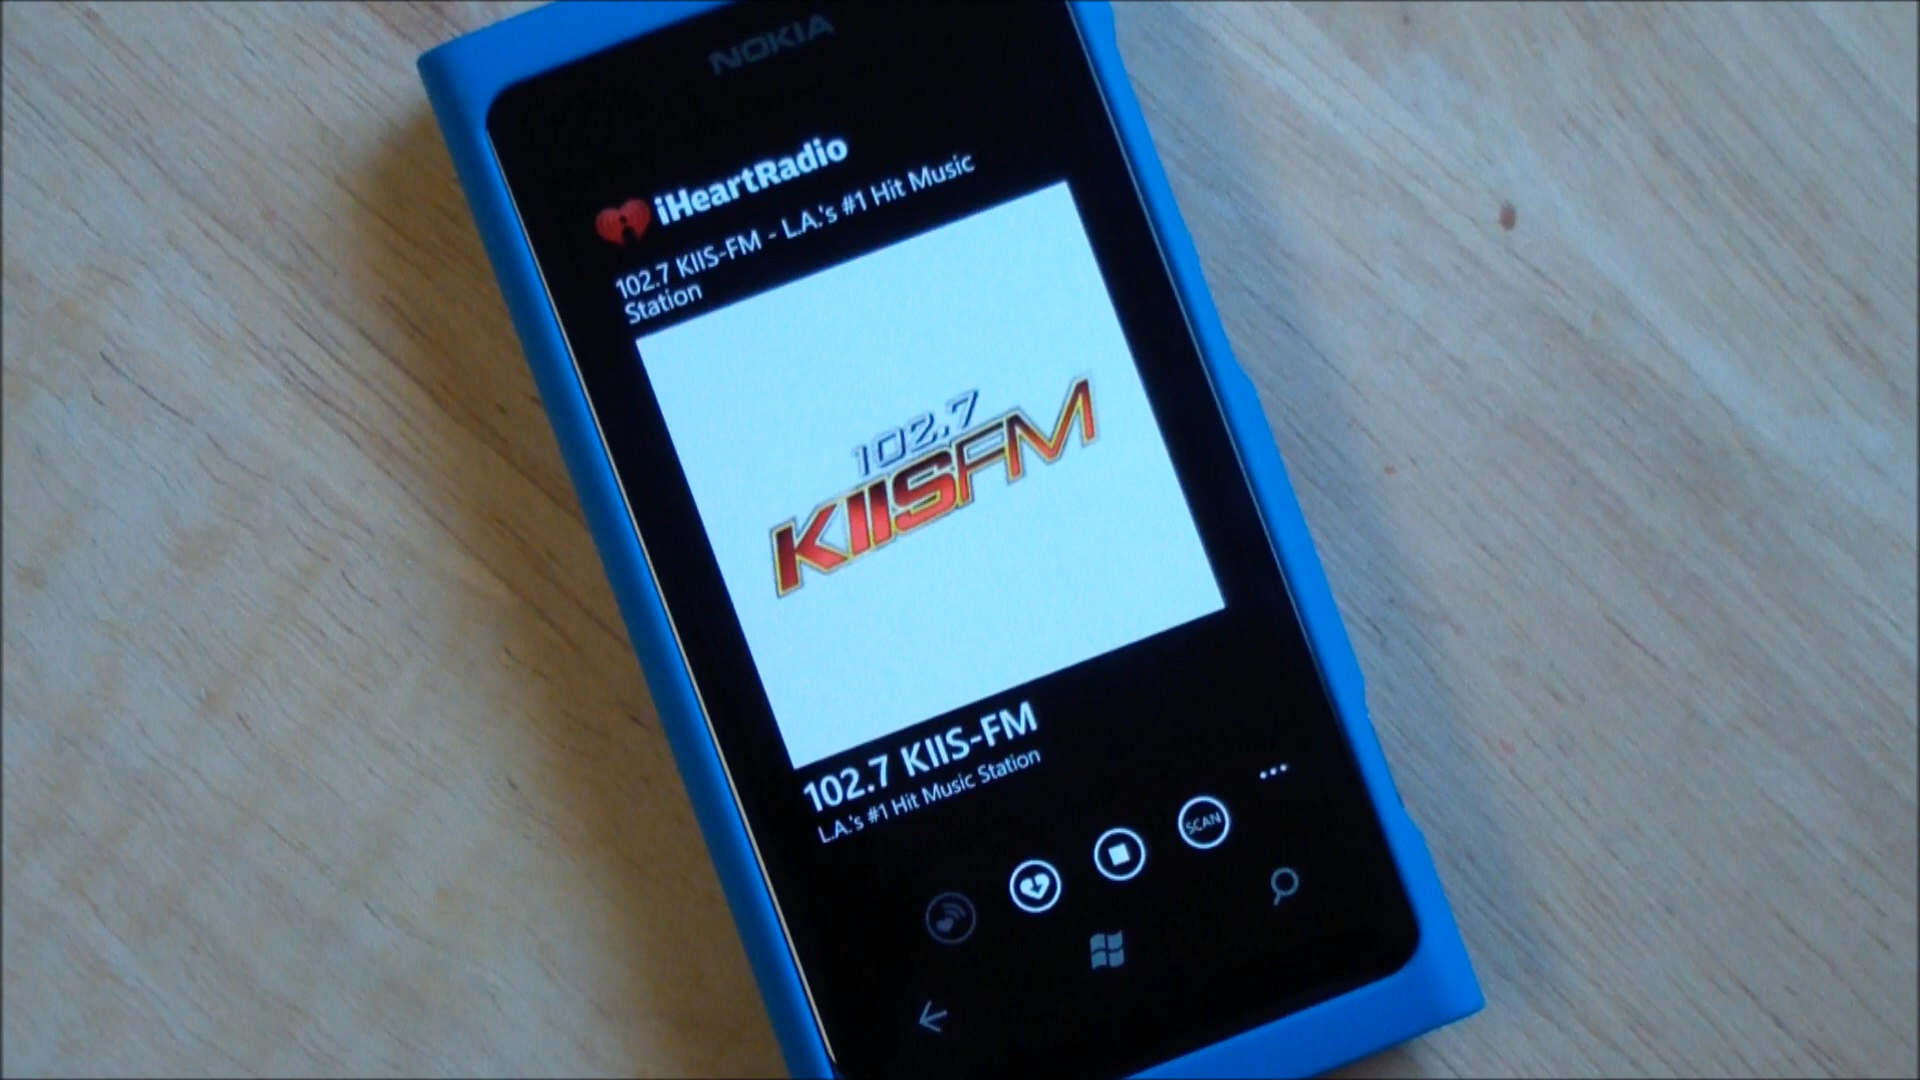 NOKIA
iHeartRadio
102.7 KIIS-FM - L.A.'s #1 Hit Music
Station
102.7
KIISFM
102.7 KIIS-FM
L.A.'s #1 Hit Music Station
SCAN